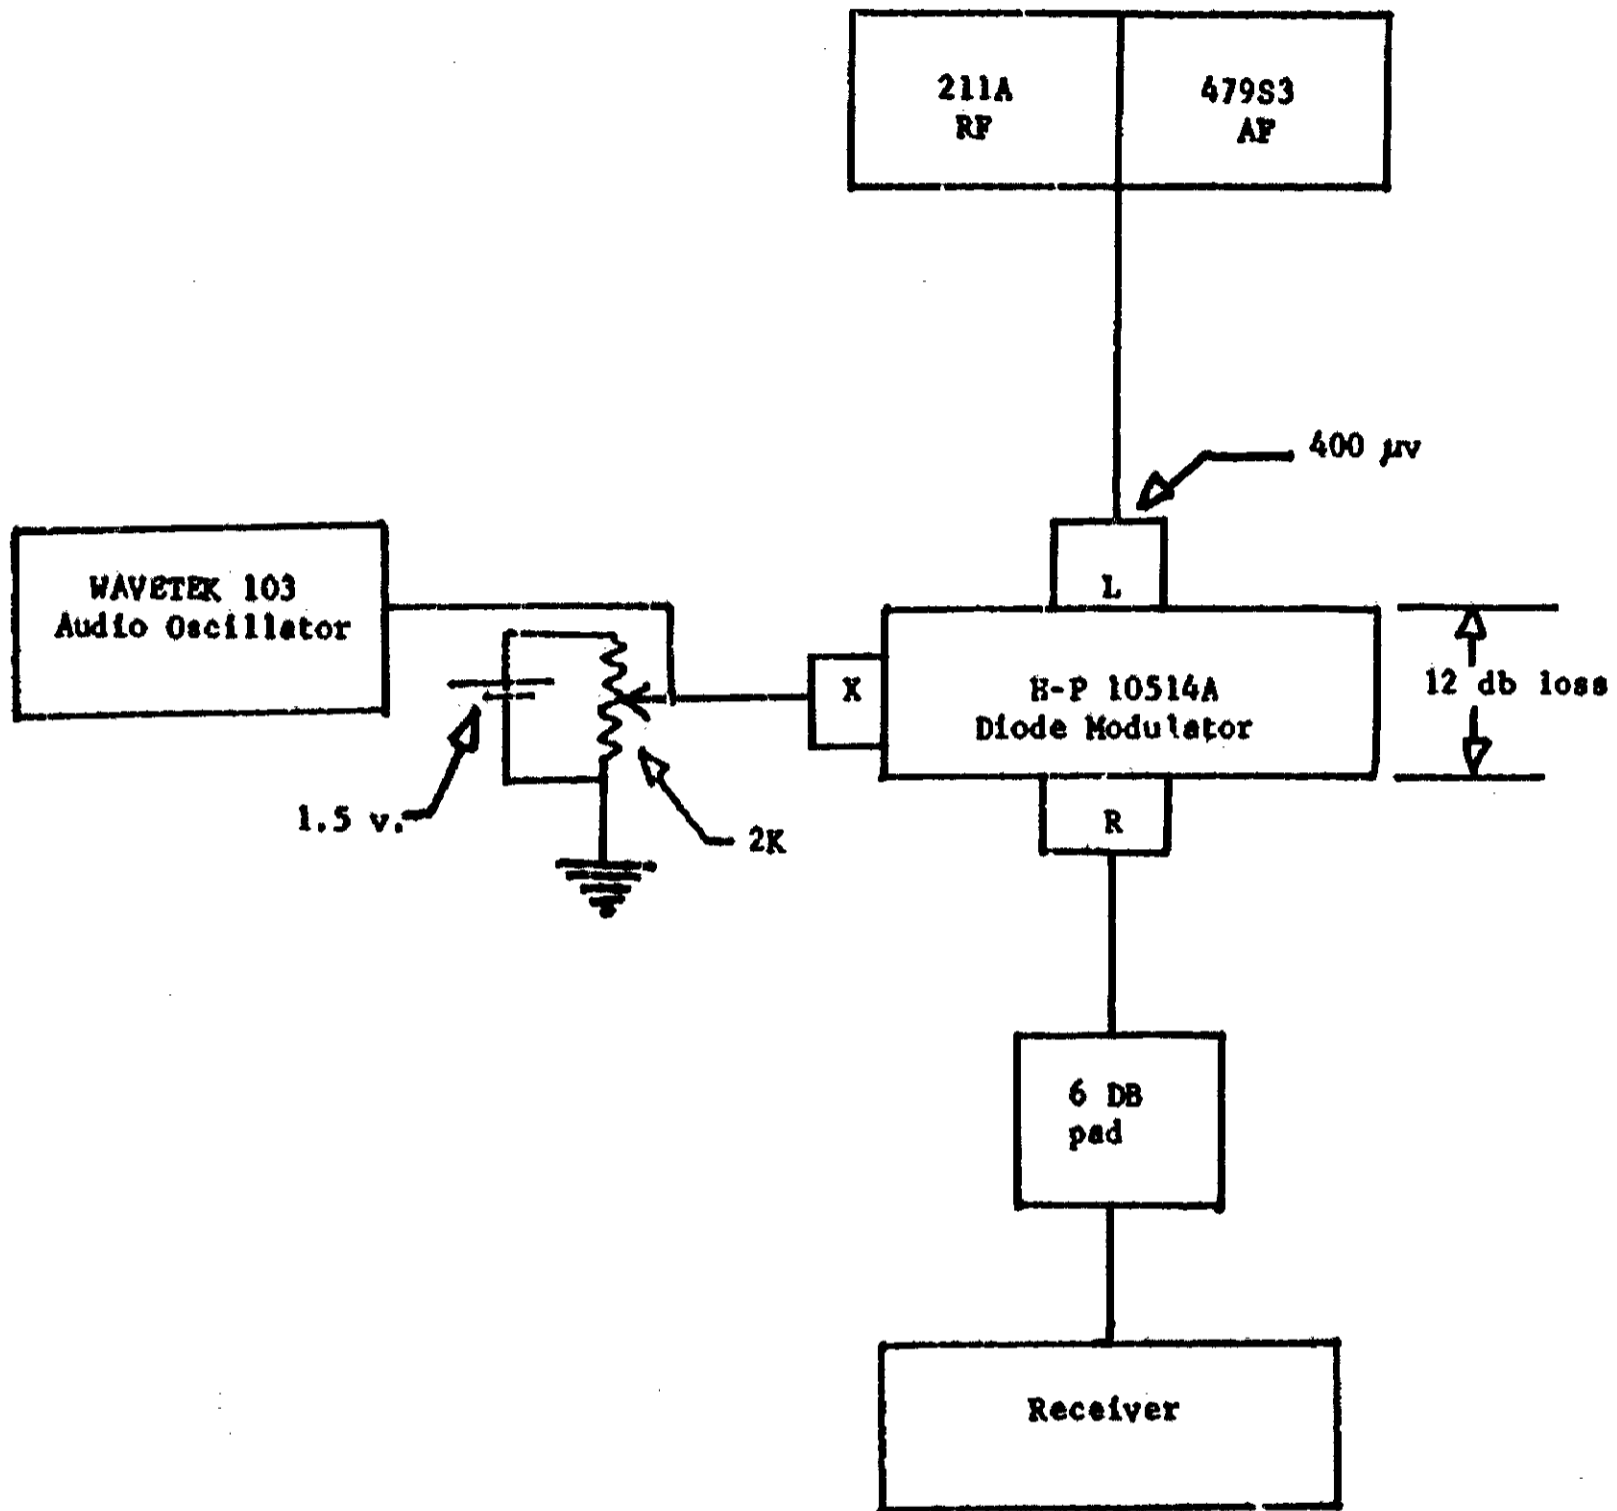 211A
RF
479S3
AF
400 μv
WAVETEK 103
Audio Oscillator
L
X
H-P 10514A
Diode Modulator
12 db loss
1.5 v.
2K
R
6 DB
pad
Receiver